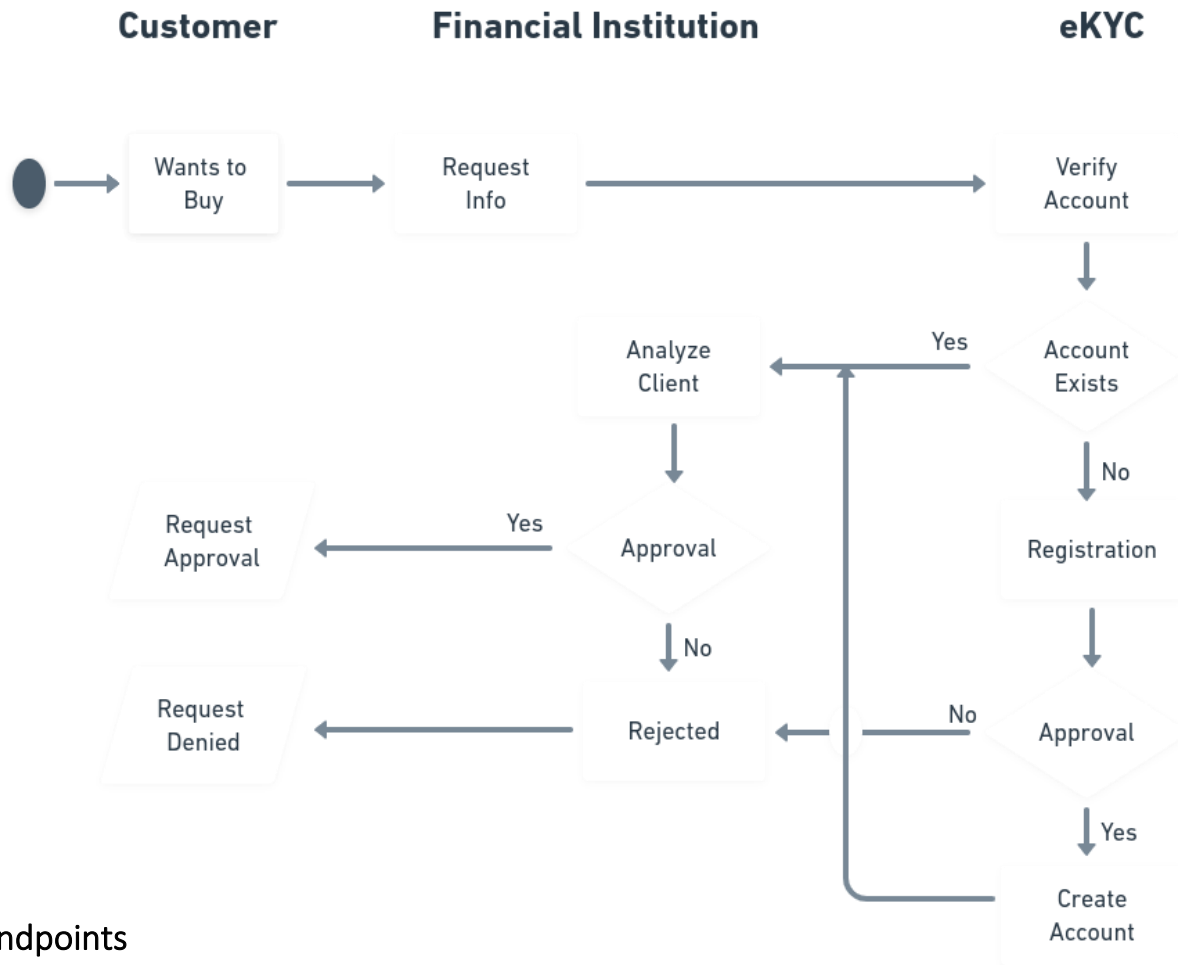 Customer
Financial Institution
eKYC
Wants to
Buy
Request
Info
Verify
Account
Analyze
Client
Yes
Account
Exists
No
Request
Approval
Yes
Approval
Registration
No
Request
Denied
Rejected
No
Approval
Yes
Create
Account
ndpoints